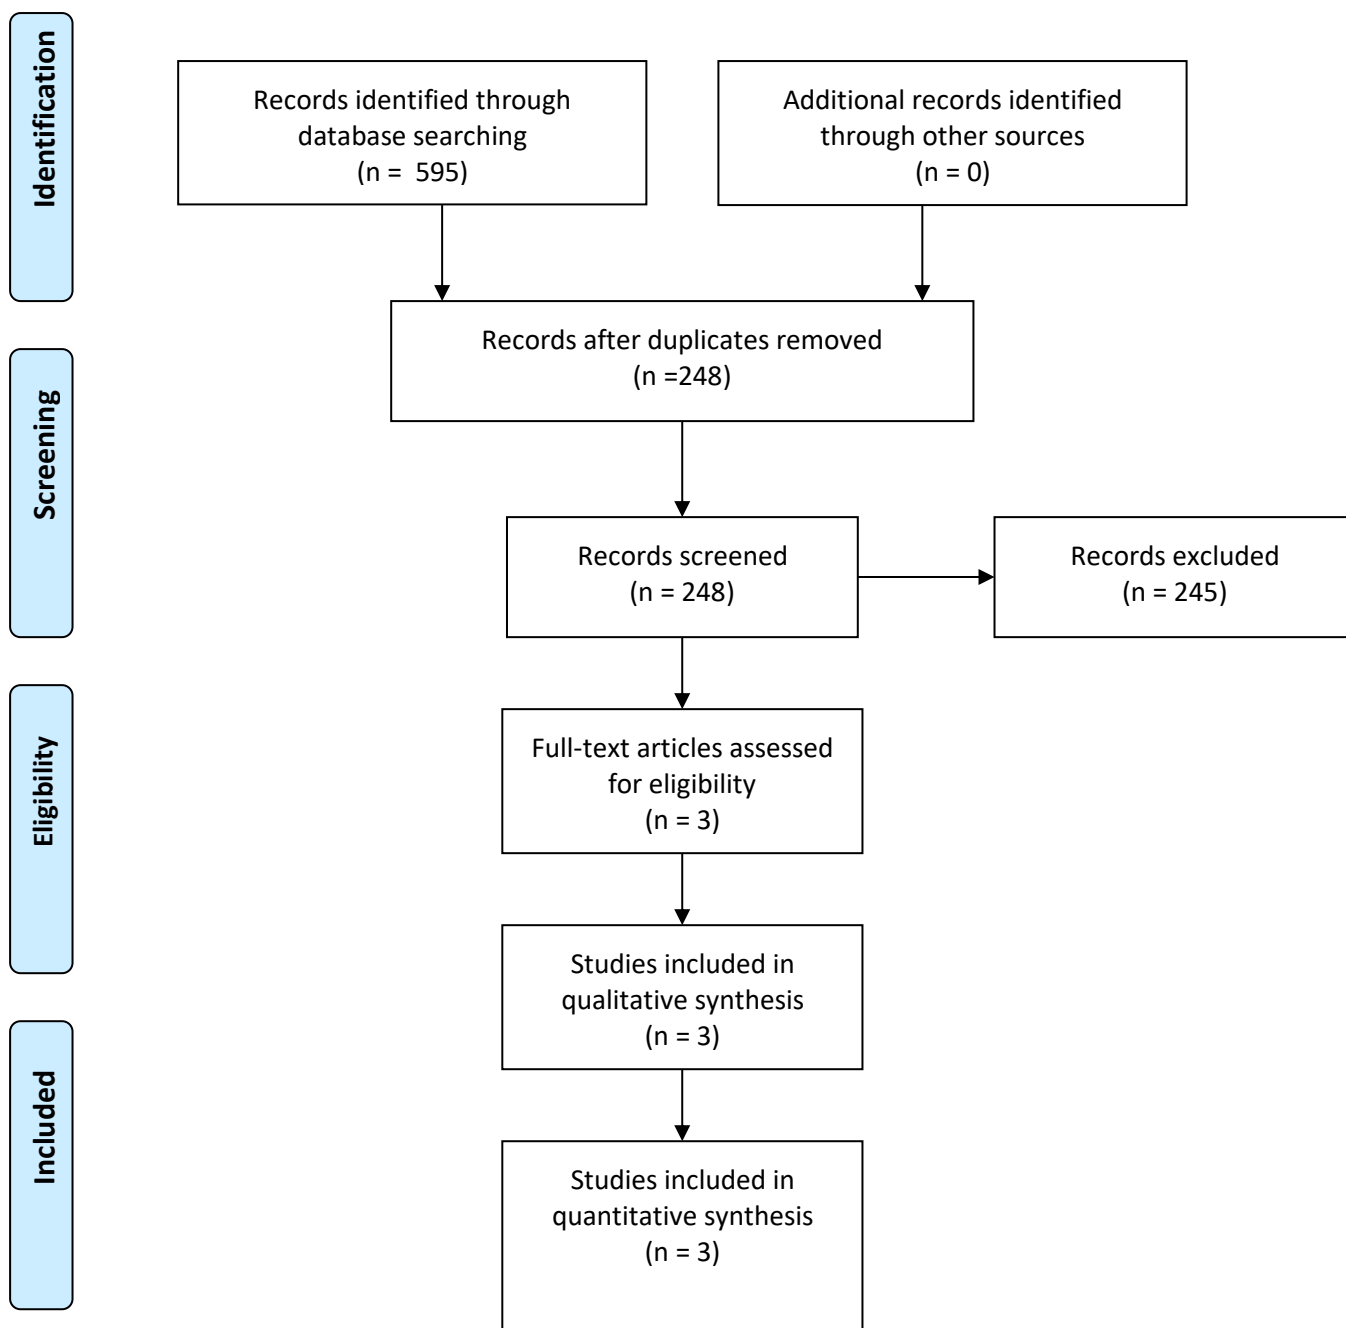 Identification
Records identified through
database searching
(n =  595)
Additional records identified
through other sources
(n = 0)
Records after duplicates removed
(n =248)
Screening
Records screened
(n = 248)
Records excluded
(n = 245)
Eligibility
Full-text articles assessed
for eligibility
(n = 3)
Studies included in
qualitative synthesis
(n = 3)
Included
Studies included in
quantitative synthesis
(n = 3)